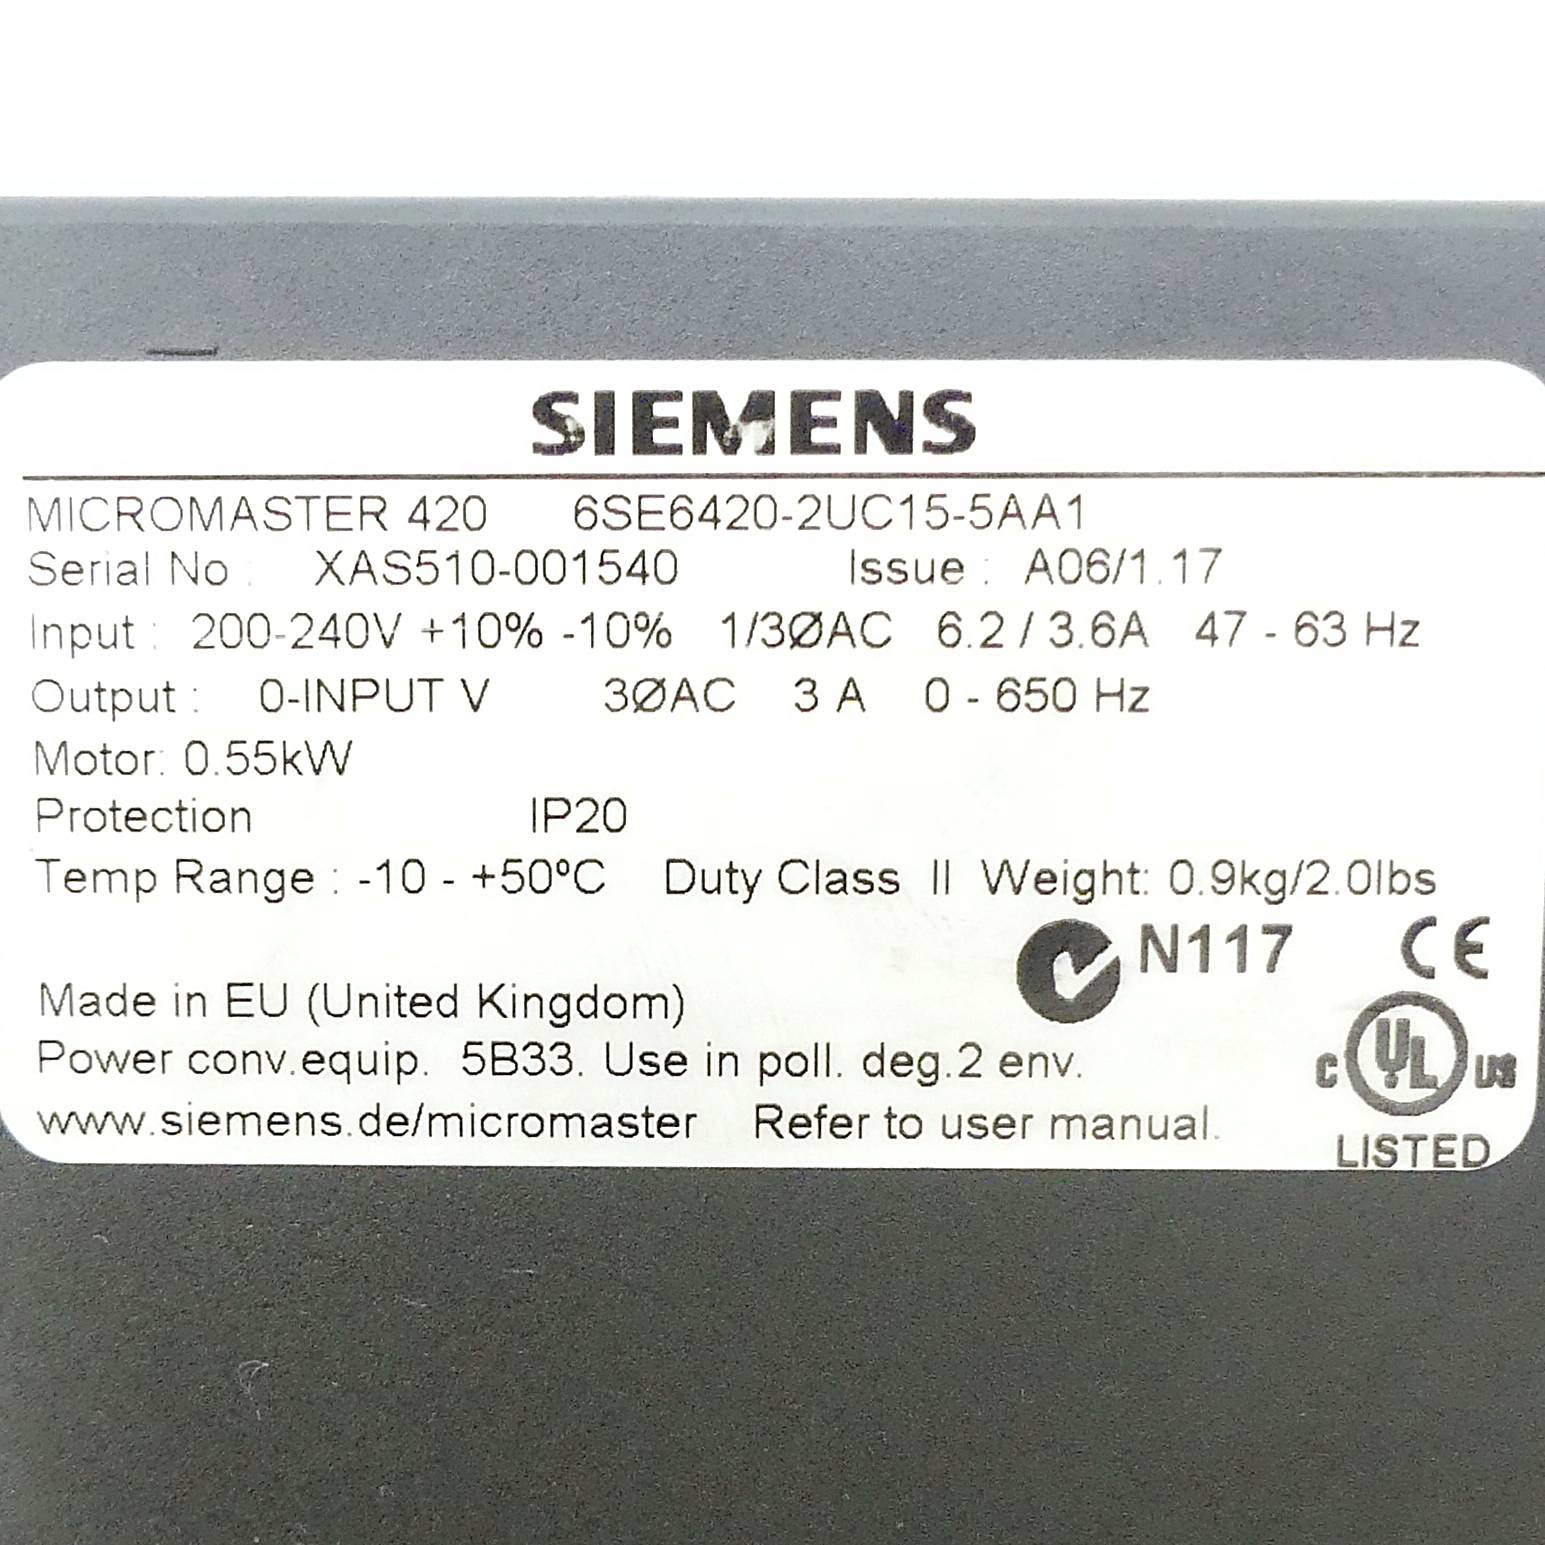 SIEMENS
MICROMASTER 420 6SE6420-2UC15-5AA1
Serial No : XAS510-001540 Issue : A06/1.17
Input : 200-240V +10% -10% 1/3ØAC 6.2 / 3.6A 47 - 63 Hz
Output : 0-INPUT V 3ØAC 3 A 0 - 650 Hz
Motor: 0.55kW
Protection IP20
Temp Range : -10 - +50ºC Duty Class II Weight: 0.9kg/2.0lbs
N117 CE
Made in EU (United Kingdom)
Power conv.equip. 5B33. Use in poll. deg.2 env.
C UL US
www.siemens.de/micromaster Refer to user manual.
LISTED